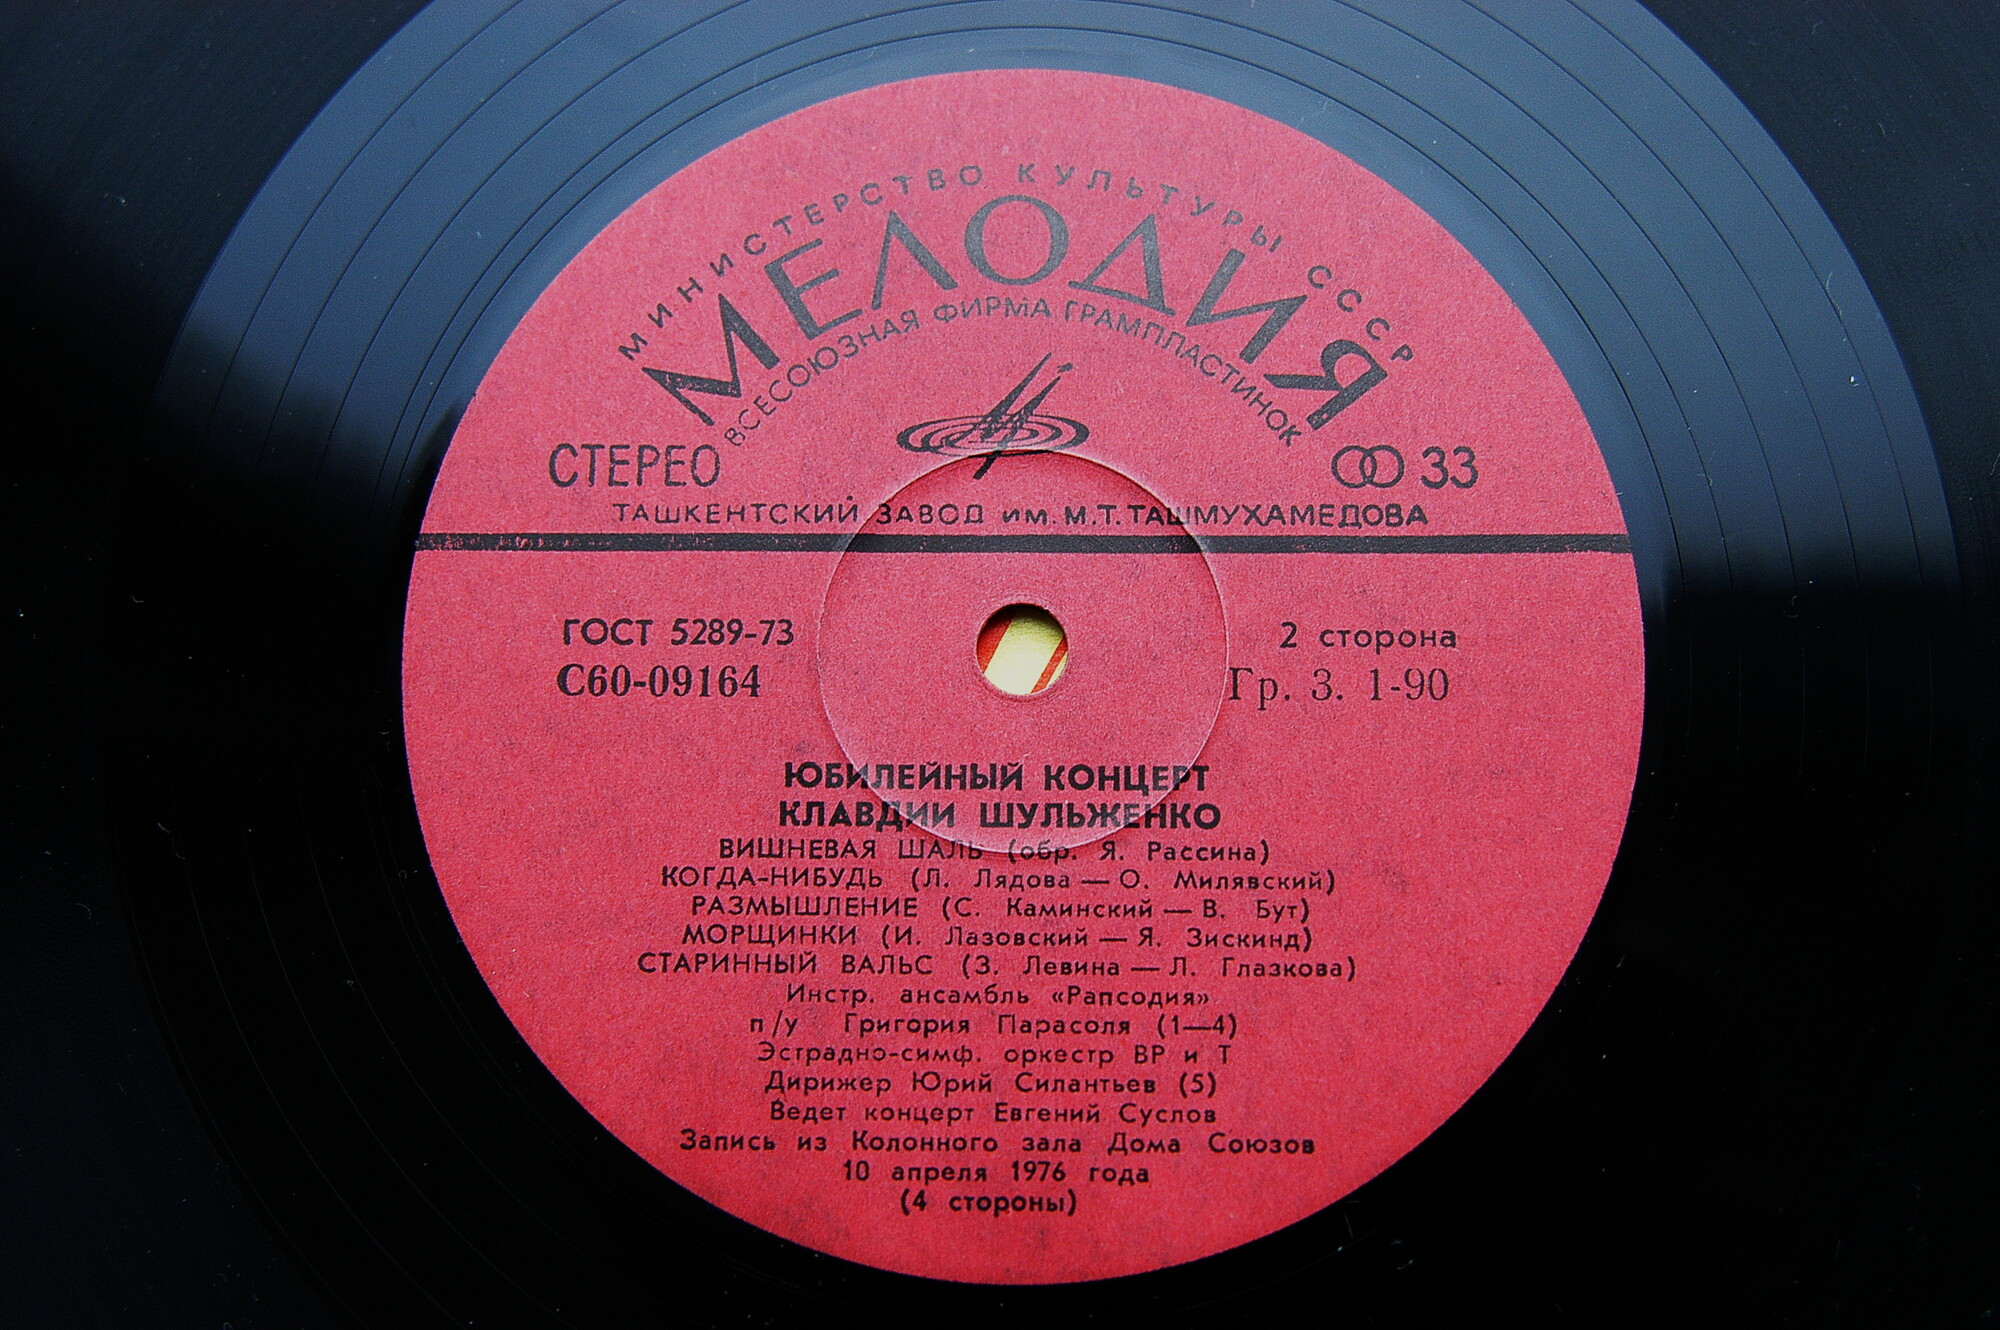 МИНИСТЕРСТВО КУЛЬТУРЫ СССР
МЕЛОДИЯ
ВСЕСОЮЗНАЯ ФИРМА ГРАМПЛАСТИНОК
СТЕРЕО 33
ТАШКЕНТСКИЙ ЗАВОД им. М.Т. ТАШМУХАМЕДОВА
ГОСТ 5289-73 2 сторона
С60-09164 Гр. 3. 1-90
ЮБИЛЕЙНЫЙ КОНЦЕРТ
КЛАВДИИ ШУЛЬЖЕНКО
ВИШНЕВАЯ ШАЛЬ (обр. Я. Рассина)
КОГДА-НИБУДЬ (Л. Лядова — О. Милявский)
РАЗМЫШЛЕНИЕ (С. Каминский — В. Бут)
МОРЩИНКИ (И. Лазовский — Я. Зискинд)
СТАРИННЫЙ ВАЛЬС (З. Левина — Л. Глазкова)
Инстр. ансамбль «Рапсодия»
п/у Григория Парасоля (1—4)
Эстрадно-симф. оркестр ВР и Т
Дирижер Юрий Силантьев (5)
Ведет концерт Евгений Суслов
Запись из Колонного зала Дома Союзов
10 апреля 1976 года
(4 стороны)